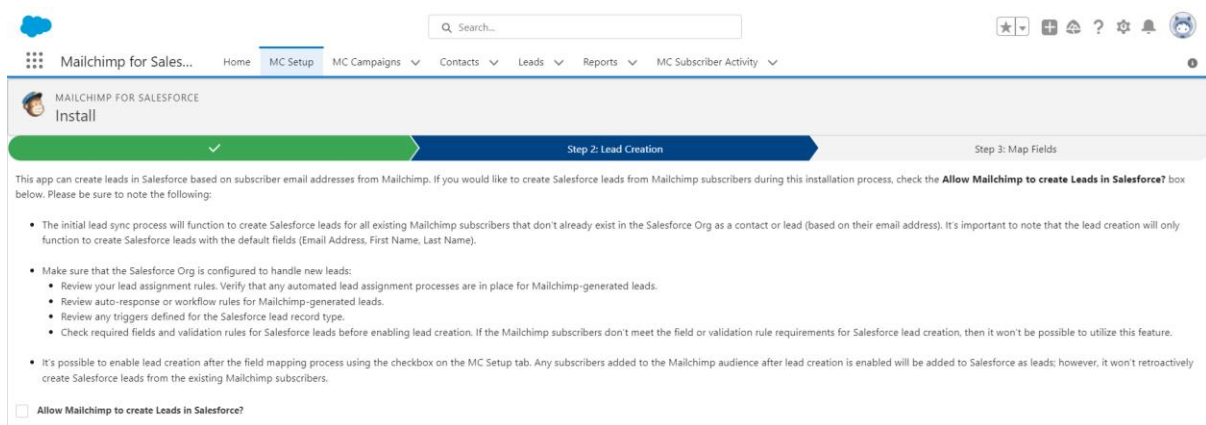 Search...
Mailchimp for Sales...
Home
MC Setup
MC Campaigns
Contacts
Leads
Reports
MC Subscriber Activity
MAILCHIMP FOR SALESFORCE
Install
Step 2: Lead Creation
Step 3: Map Fields
This app can create leads in Salesforce based on subscriber email addresses from Mailchimp. If you would like to create Salesforce leads from Mailchimp subscribers during this installation process, check the Allow Mailchimp to create Leads in Salesforce? box
below. Please be sure to note the following:
• The initial lead sync process will function to create Salesforce leads for all existing Mailchimp subscribers that don't already exist in the Salesforce Org as a contact or lead (based on their email address). It's important to note that the lead creation will only
function to create Salesforce leads with the default fields (Email Address, First Name, Last Name).
• Make sure that the Salesforce Org is configured to handle new leads:
• Review your lead assignment rules. Verify that any automated lead assignment processes are in place for Mailchimp-generated leads.
• Review auto-response or workflow rules for Mailchimp-generated leads.
• Review any triggers defined for the Salesforce lead record type.
• Check required fields and validation rules for Salesforce leads before enabling lead creation. If the Mailchimp subscribers don't meet the field or validation rule requirements for Salesforce lead creation, then it won't be possible to utilize this feature.
• It's possible to enable lead creation after the field mapping process using the checkbox on the MC Setup tab. Any subscribers added to the Mailchimp audience after lead creation is enabled will be added to Salesforce as leads; however, it won't retroactively
create Salesforce leads from the existing Mailchimp subscribers.
Allow Mailchimp to create Leads in Salesforce?